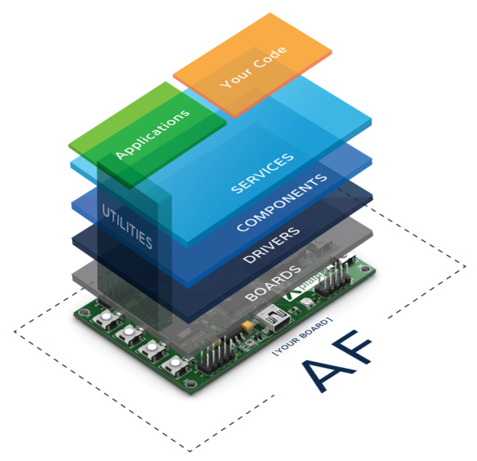 Your Code
Applications
SERVICES
COMPONENTS
UTILITIES
DRIVERS
BOARDS
[YOUR BOARD]
AF